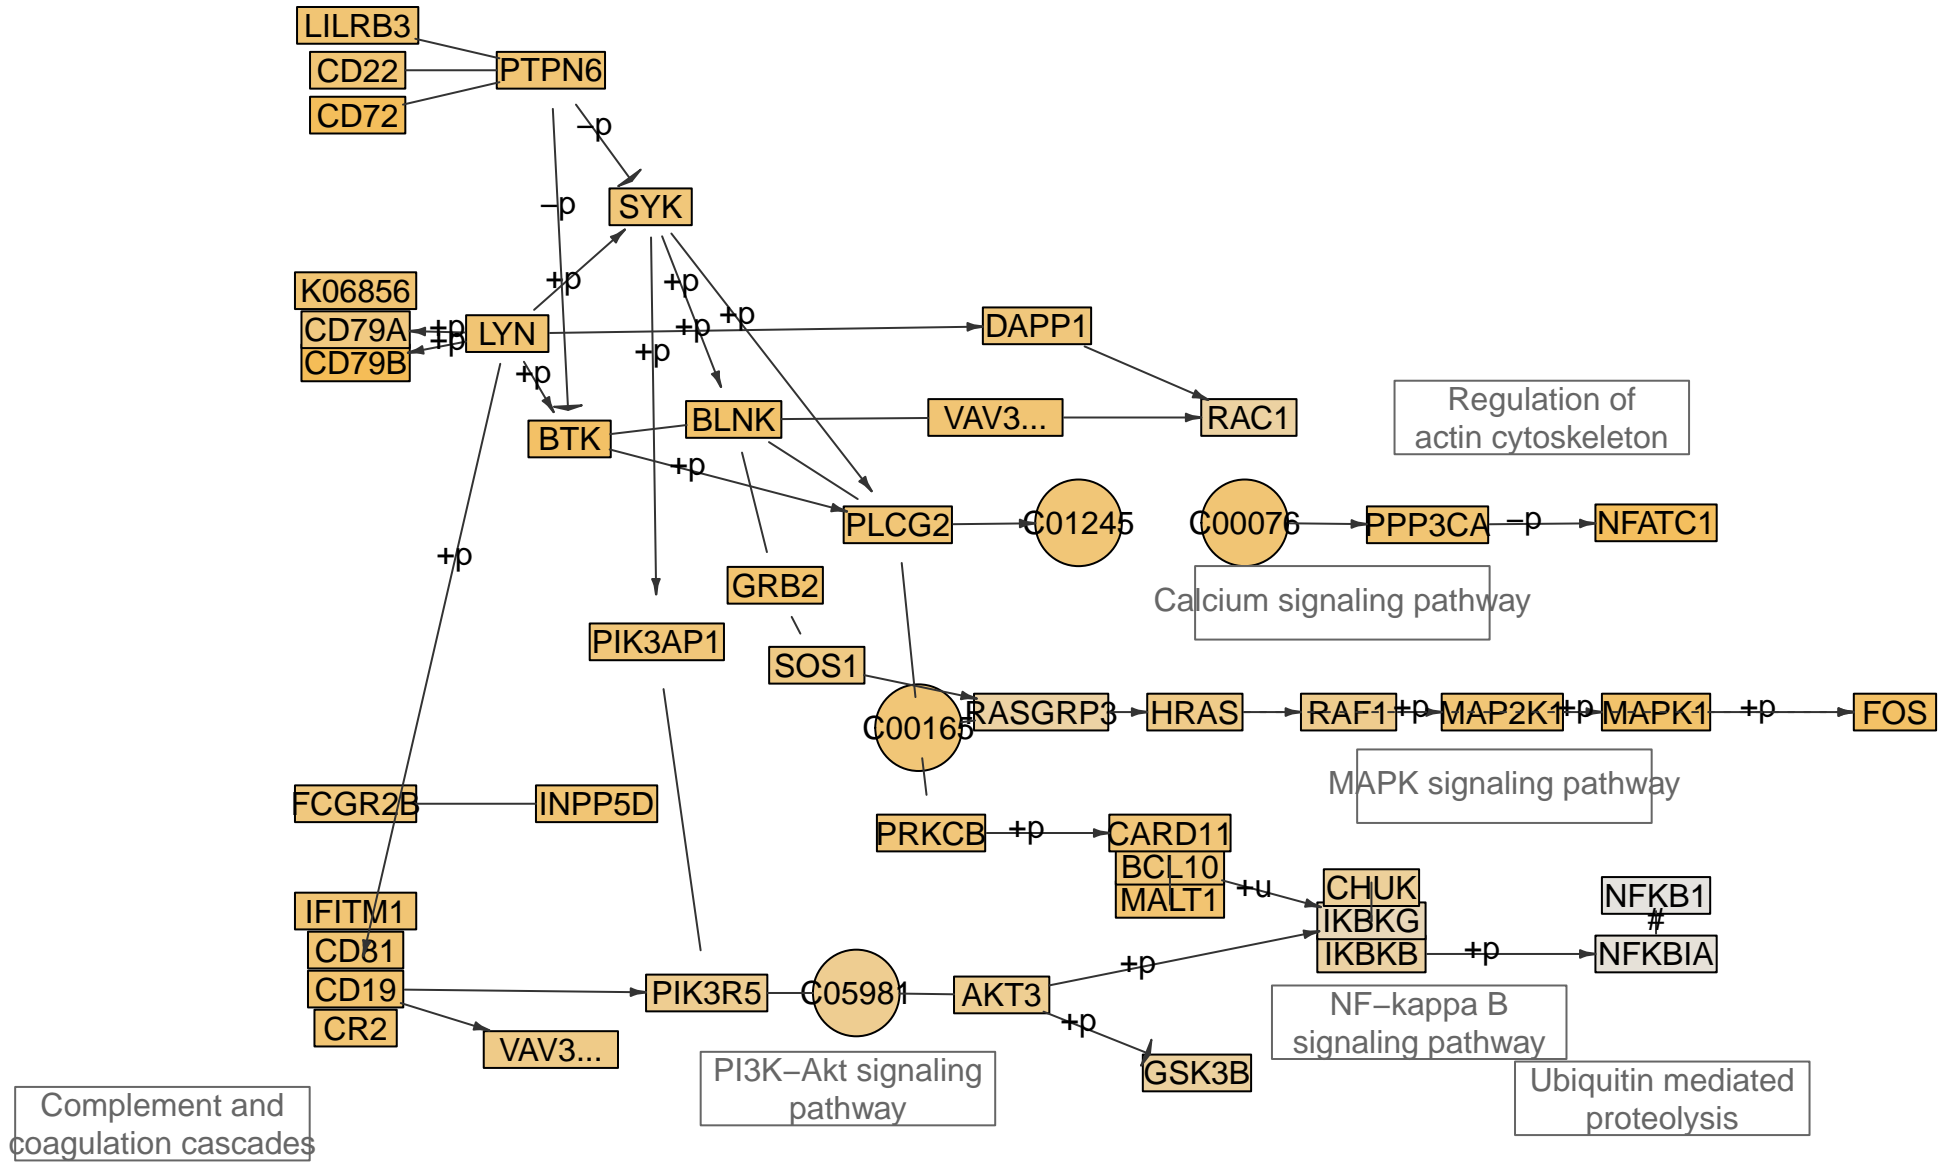 LILRB3
CD22
PTPN6
CD72
–p
SYK
–p
+p
+p
K06856
CD79A
+p
LYN
+p
+p
DAPP1
CD79B
+p
+p
+p
BTK
BLNK
VAV3...
RAC1
Regulation of
actin cytoskeleton
+p
PLCG2
C01245
C00076
PPP3CA
–p
NFATC1
+p
GRB2
Calcium signaling pathway
PIK3AP1
SOS1
C00165
RASGRP3
HRAS
RAF1
+p
MAP2K1
+p
MAPK1
+p
FOS
MAPK signaling pathway
FCGR2B
INPP5D
PRKCB
+p
CARD11
BCL10
MALT1
+u
CHUK
IKBKG
IKBKB
+p
NFKB1
#
NFKBIA
IFITM1
CD81
CD19
CR2
VAV3...
PIK3R5
C05981
AKT3
+p
+p
GSK3B
NF–kappa B
signaling pathway
PI3K–Akt signaling
pathway
Ubiquitin mediated
proteolysis
Complement and
coagulation cascades